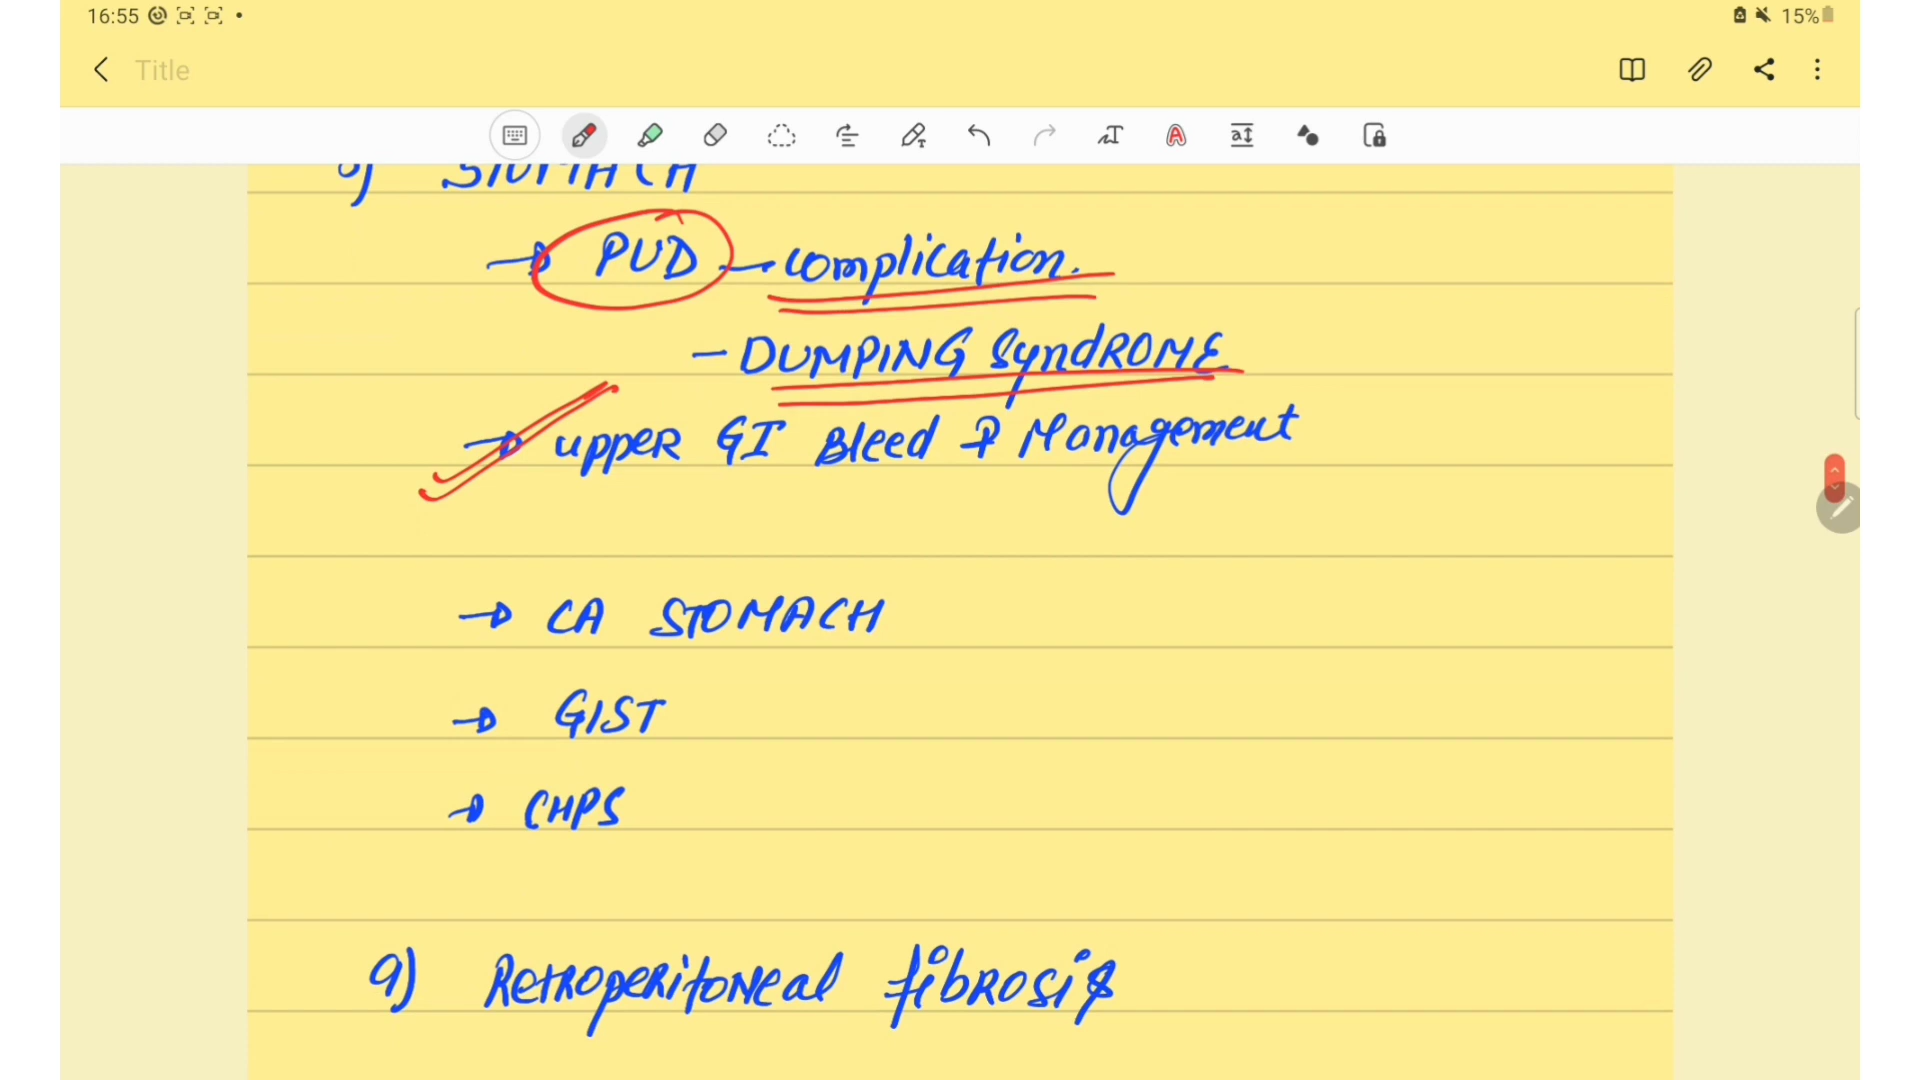 16:55
15%
Title
STOMACH
→ PUD – complication.
– DUMPING SyndROME
→ upper GI Bleed & Management
→ CA STOMACH
→ GIST
→ CHPS
9) Retroperitoneal fibrosis